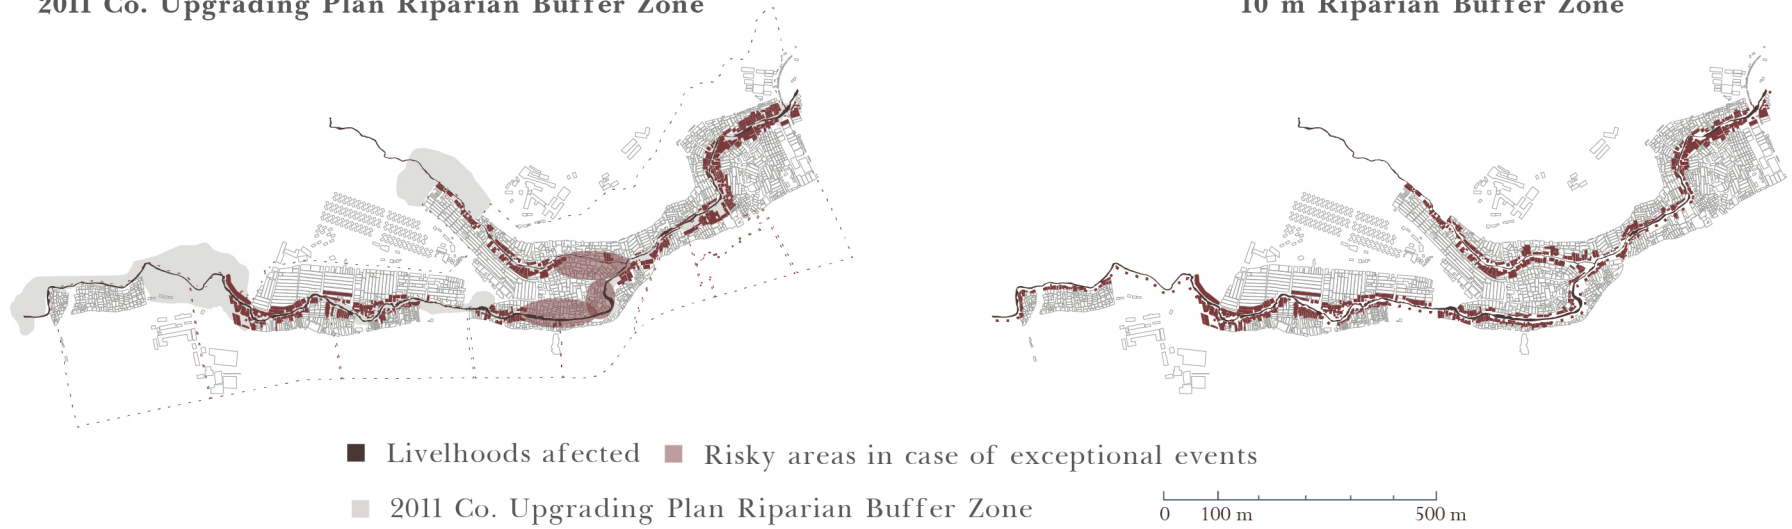 2011 Co. Upgrading Plan Riparian Buffer Zone
10 m Riparian Buffer Zone
Livelhoods afected
Risky areas in case of exceptional events
2011 Co. Upgrading Plan Riparian Buffer Zone
0 100 m 500 m